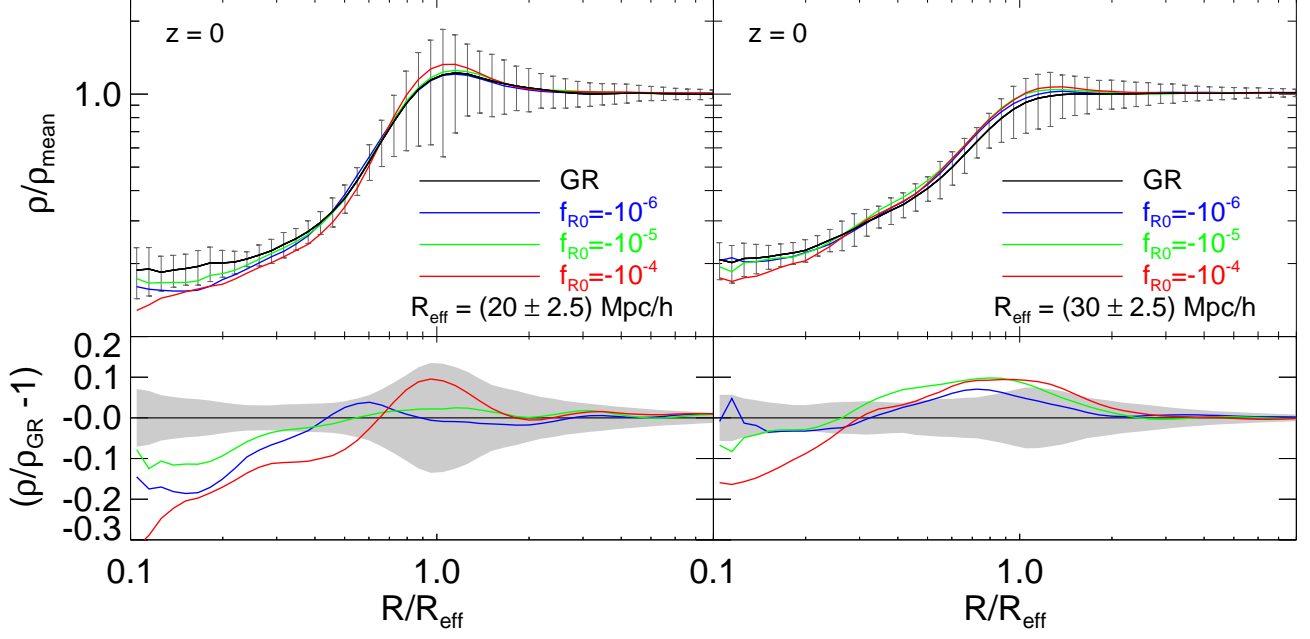 z = 0
1.0
ρ/ρmean
GR
fR0=-10-6
fR0=-10-5
fR0=-10-4
Reff = (20 ± 2.5) Mpc/h
z = 0
GR
fR0=-10-6
fR0=-10-5
fR0=-10-4
Reff = (30 ± 2.5) Mpc/h
0.2
0.1
-0.0
-0.1
-0.2
-0.3
(ρ/ρGR -1)
0.1
1.0
0.1
1.0
R/Reff
R/Reff